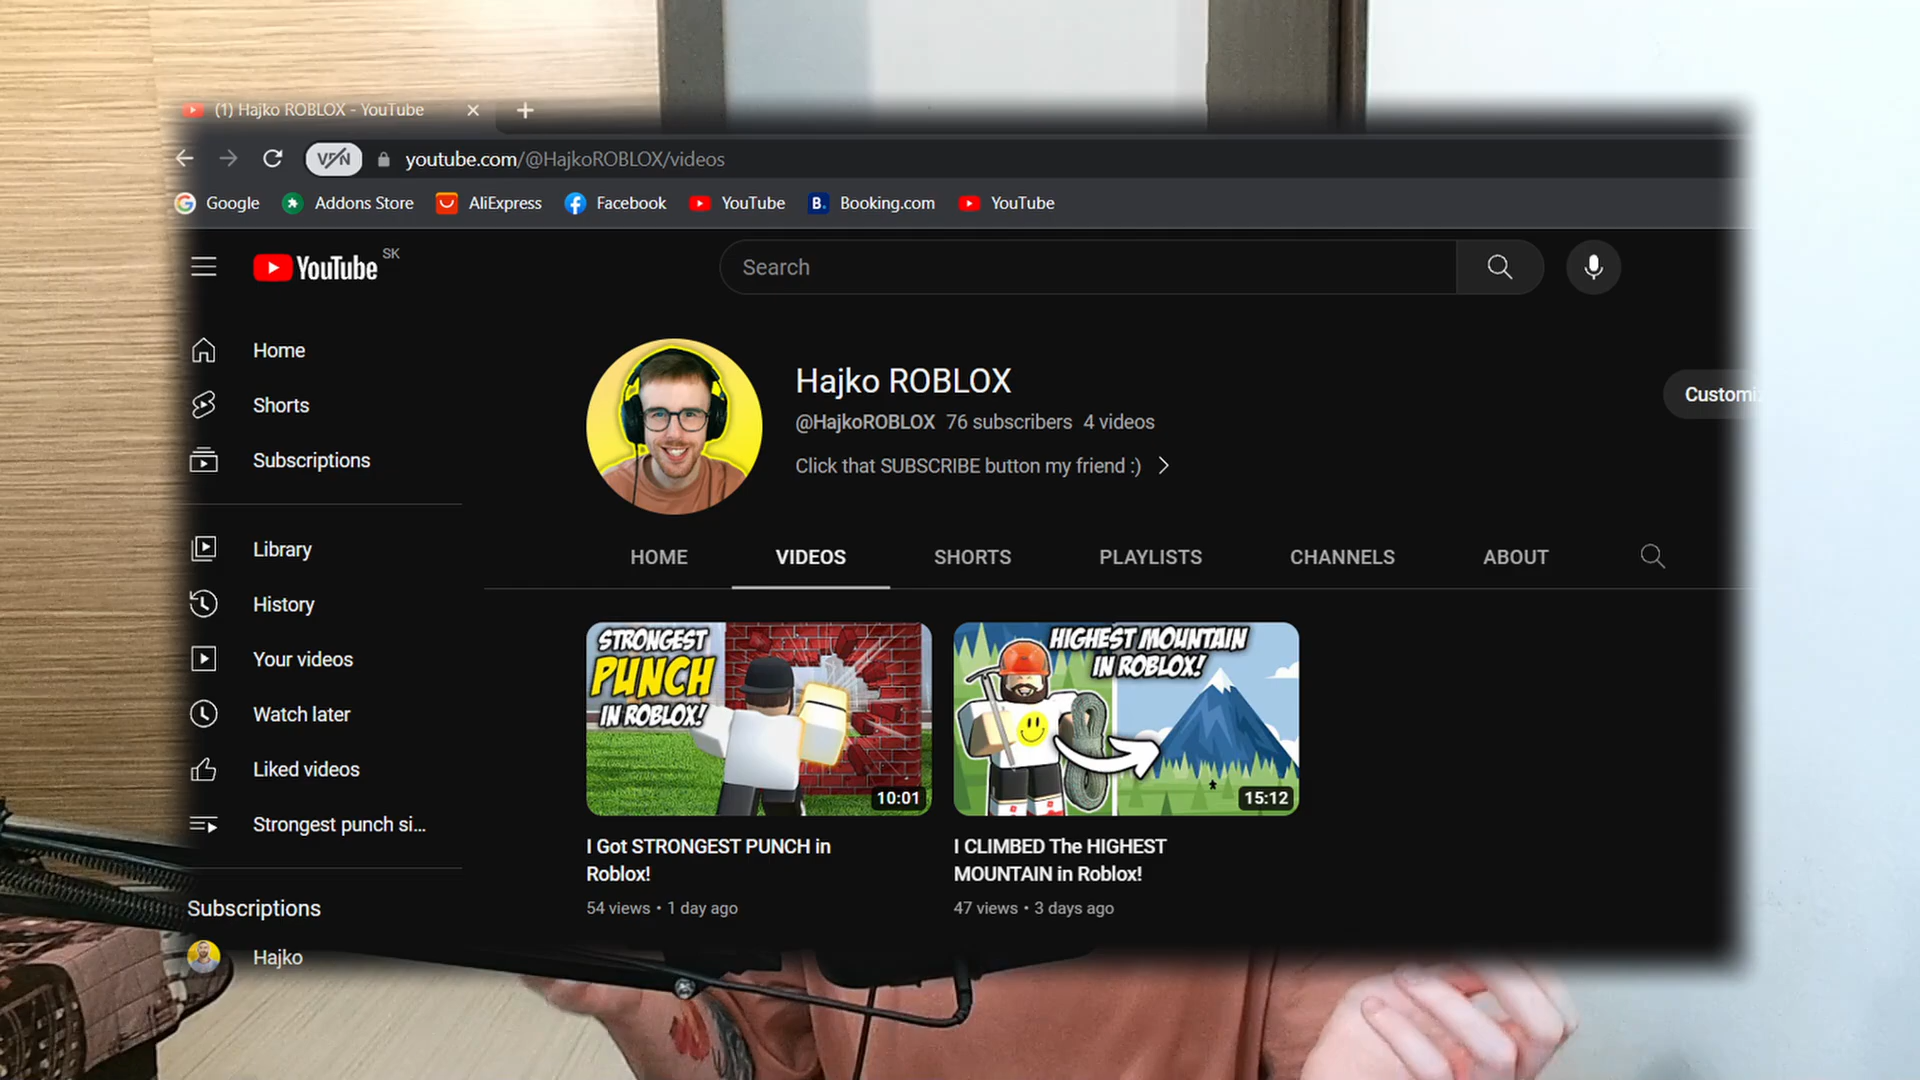 (1) Hajko ROBLOX - YouTube
VPN
youtube.com/@HajkoROBLOX/videos
Google
Addons Store
AliExpress
Facebook
YouTube
B.
Booking.com
YouTube
YouTube SK
Search
Home
Shorts
Subscriptions
Library
History
Your videos
Watch later
Liked videos
Strongest punch si...
Subscriptions
Hajko
Hajko ROBLOX
@HajkoROBLOX 76 subscribers 4 videos
Click that SUBSCRIBE button my friend :)
Customiz
HOME
VIDEOS
SHORTS
PLAYLISTS
CHANNELS
ABOUT
STRONGEST
PUNCH
IN ROBLOX!
10:01
I Got STRONGEST PUNCH in
Roblox!
54 views • 1 day ago
HIGHEST MOUNTAIN
IN ROBLOX!
15:12
I CLIMBED The HIGHEST
MOUNTAIN in Roblox!
47 views • 3 days ago